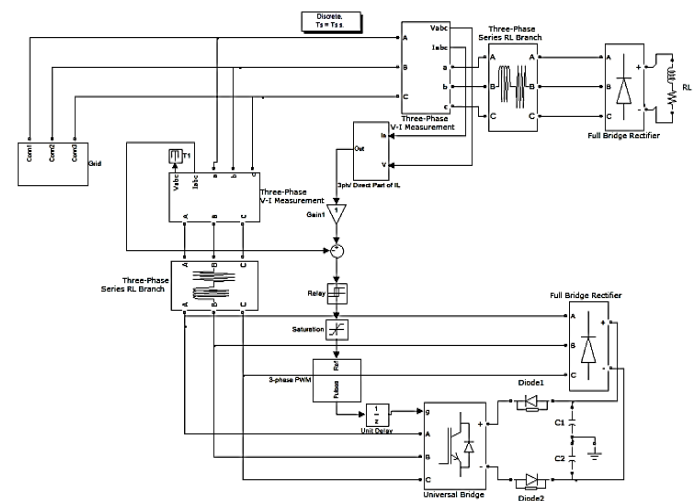 Discrete,
Ts = Ts s.
Vabc
Iabc
A
B
C
a
b
c
Three-Phase
V-I Measurement
Three-Phase
Series RL Branch
A
B
C
A
B
C
A
B
C
+
-
Full Bridge Rectifier
RL
Conn1
Conn2
Conn3
Grid
T1
Vabc
Iabc
a
b
c
A
B
C
Three-Phase
V-I Measurement
Out
V
3ph/ Direct Part of IL
1
Gain1
Three-Phase
Series RL Branch
A
B
C
A
B
C
Relay
Saturation
3-phase PWM
Pulses
1
z
Unit Delay
Full Bridge Rectifier
A
B
C
+
-
g
A
B
C
+
-
Universal Bridge
Diode1
C1
C2
Diode2